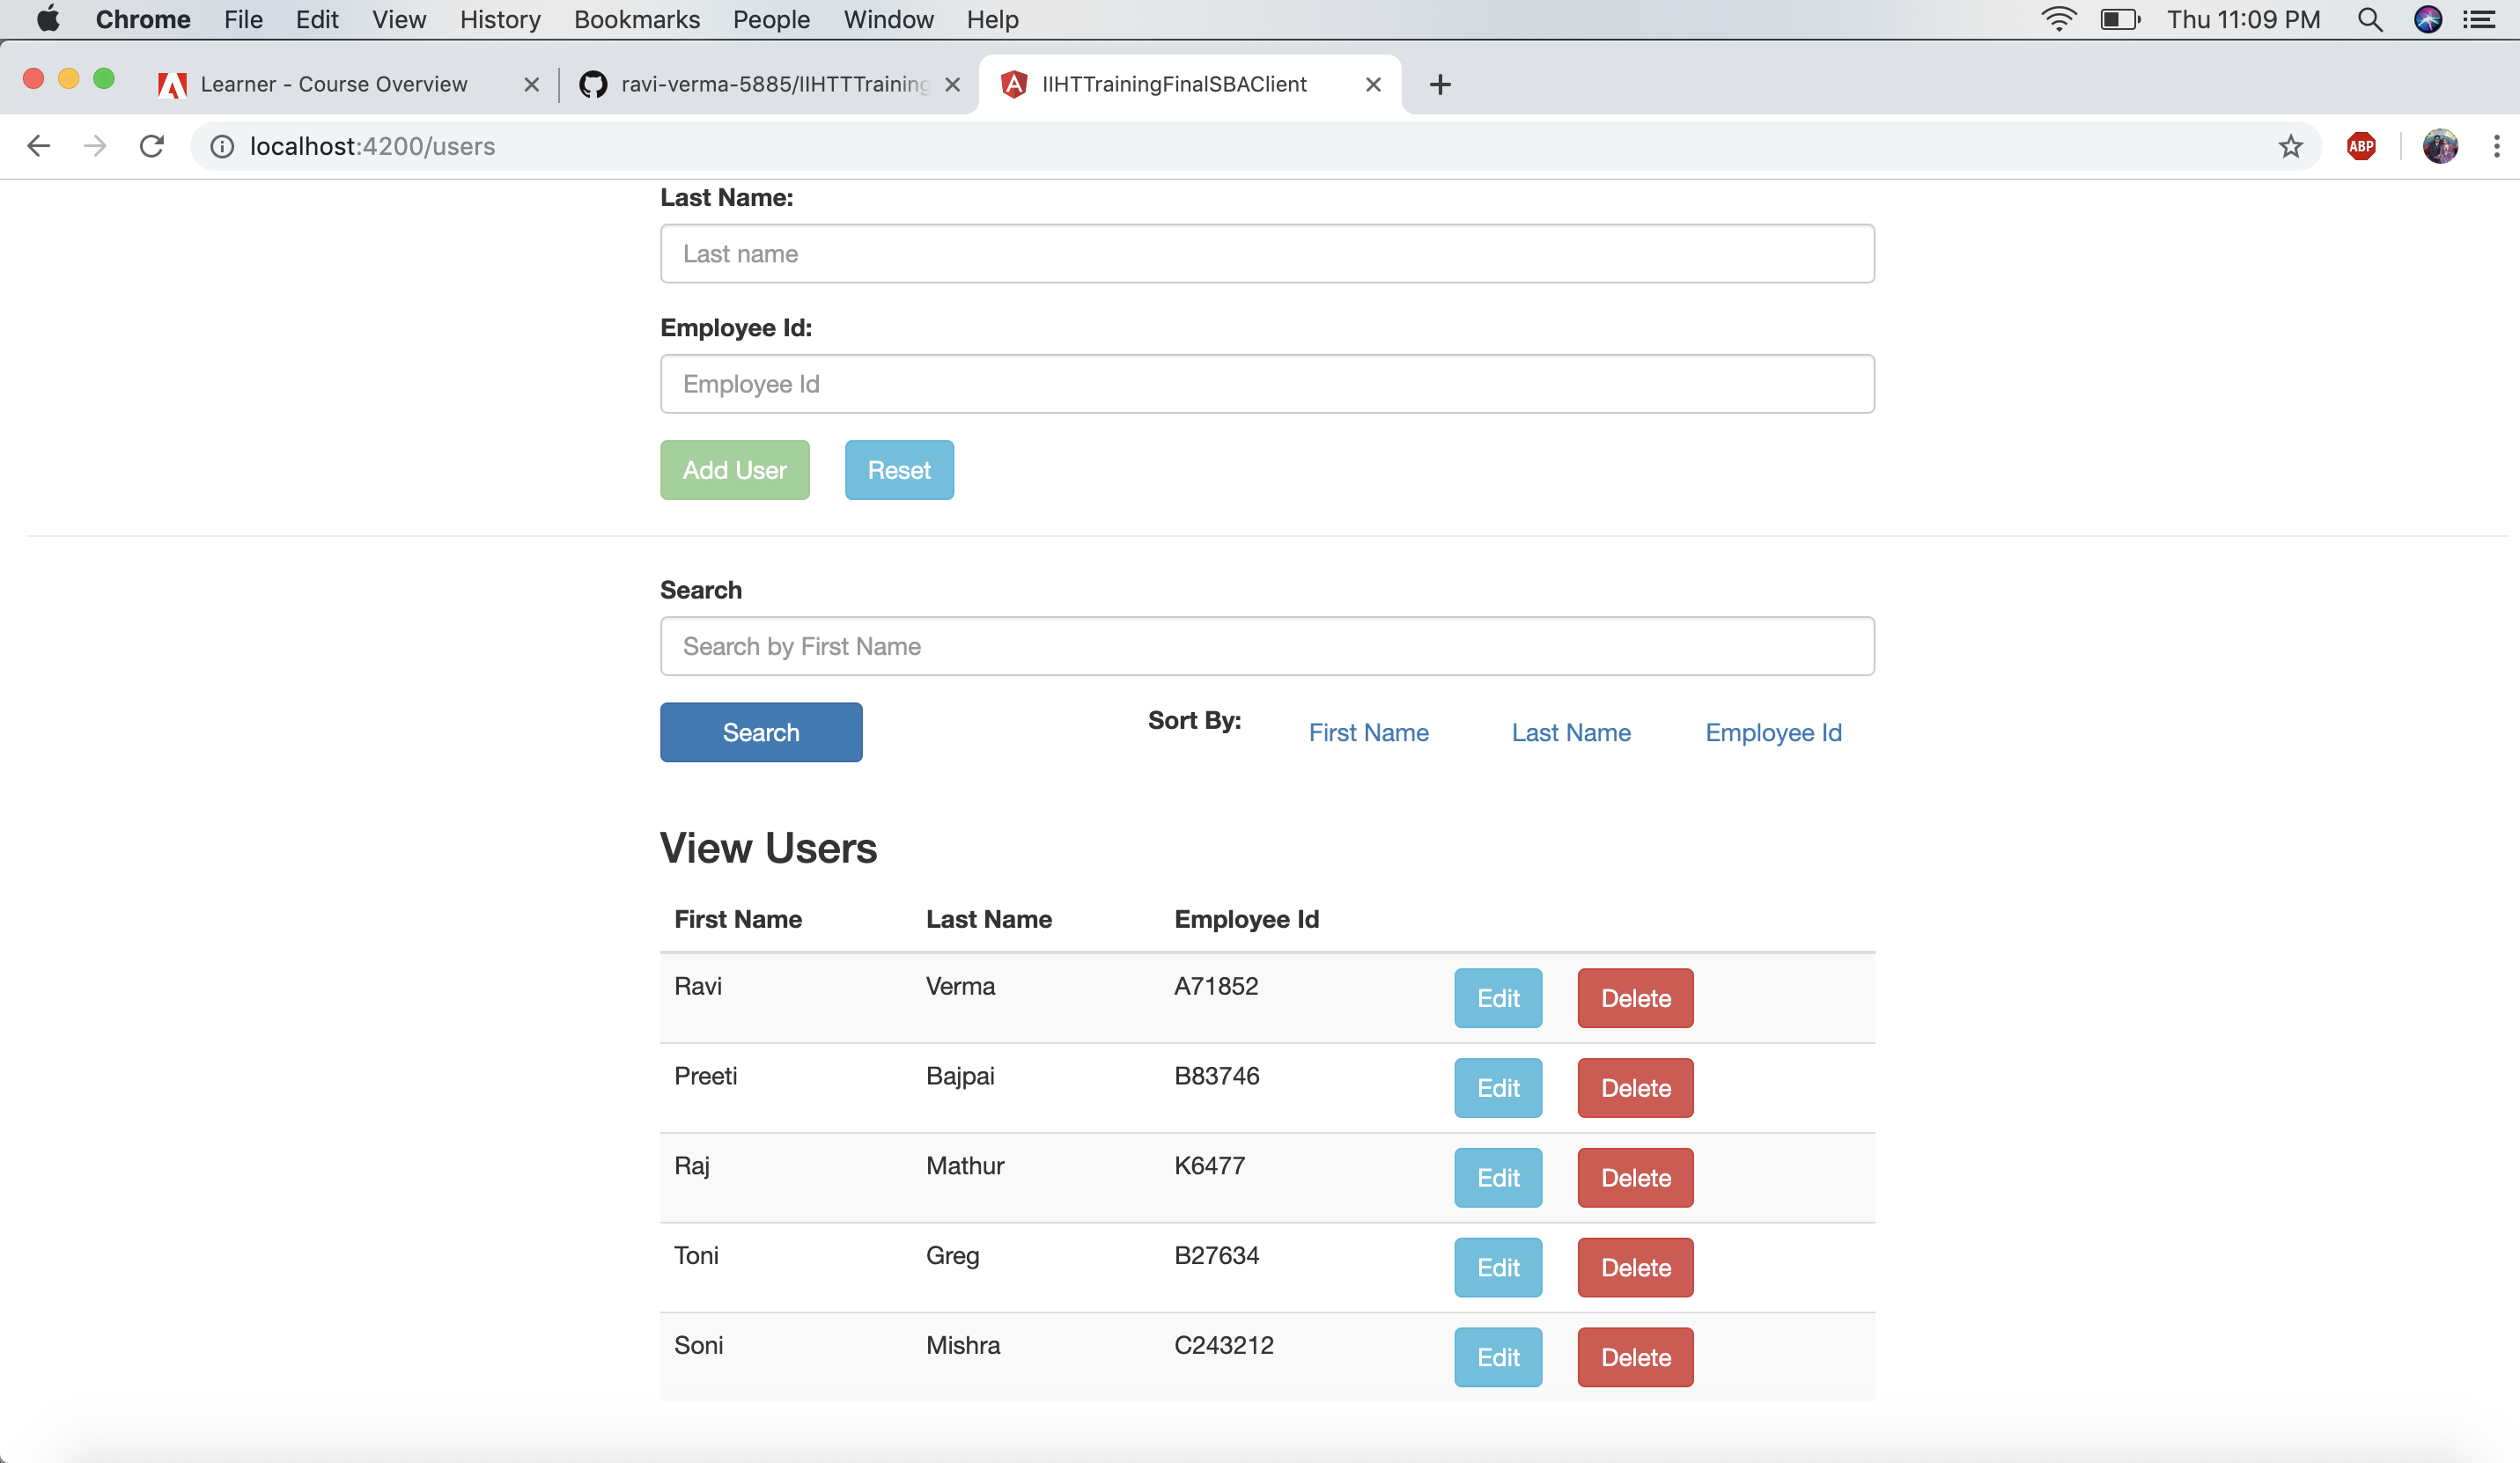 Chrome File Edit View History Bookmarks People Window Help Thu 11:09 PM
Learner - Course Overview ravi-verma-5885/IIHTTraining IIHTTrainingFinalSBAClient
localhost:4200/users ABP
Last Name:
Last name
Employee Id:
Employee Id
Add User Reset
Search
Search by First Name
Search Sort By: First Name Last Name Employee Id
View Users
First Name Last Name Employee Id
Ravi Verma A71852 Edit Delete
Preeti Bajpai B83746 Edit Delete
Raj Mathur K6477 Edit Delete
Toni Greg B27634 Edit Delete
Soni Mishra C243212 Edit Delete